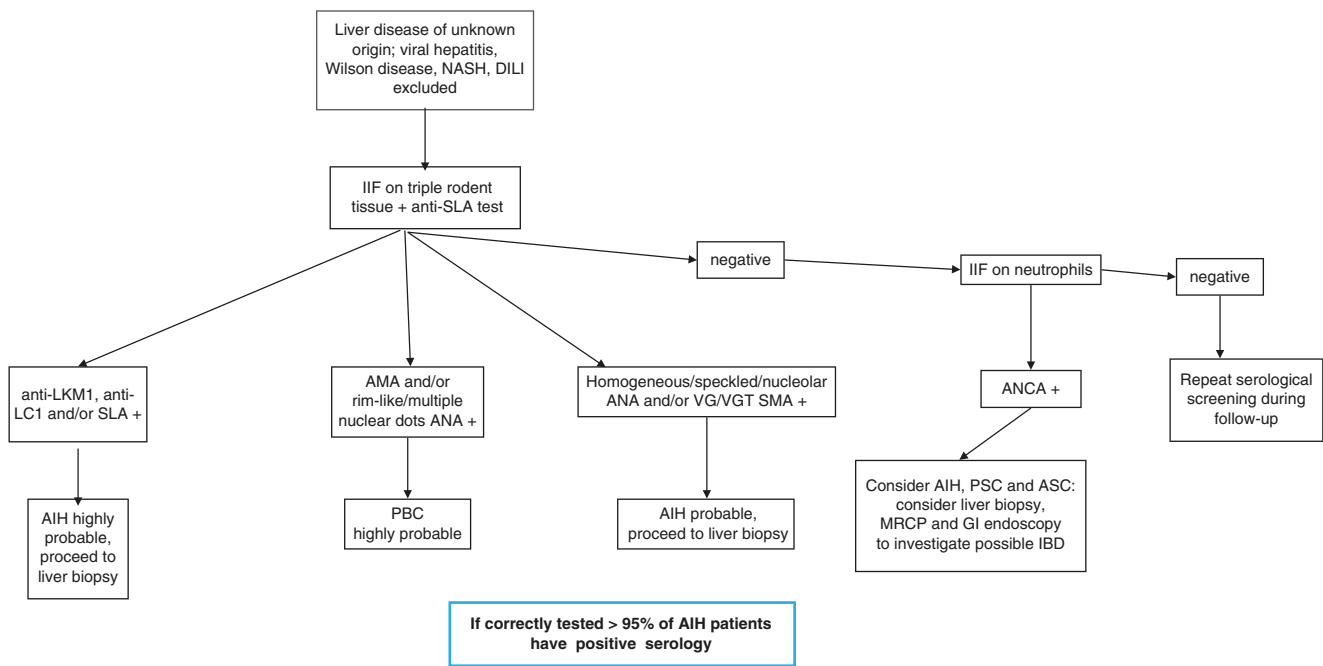 Liver disease of unknown
origin; viral hepatitis,
Wilson disease, NASH, DILI
excluded
IIF on triple rodent
tissue + anti-SLA test
negative
IIF on neutrophils
negative
anti-LKM1, anti-
LC1 and/or SLA +
AMA and/or
rim-like/multiple
nuclear dots ANA +
Homogeneous/speckled/nucleolar
ANA and/or VG/VGT SMA +
ANCA +
Repeat serological
screening during
follow-up
AIH highly
probable,
proceed to
liver biopsy
PBC
highly probable
AIH probable,
proceed to liver biopsy
Consider AIH, PSC and ASC:
consider liver biopsy,
MRCP and GI endoscopy
to investigate possible IBD
If correctly tested > 95% of AIH patients
have positive serology